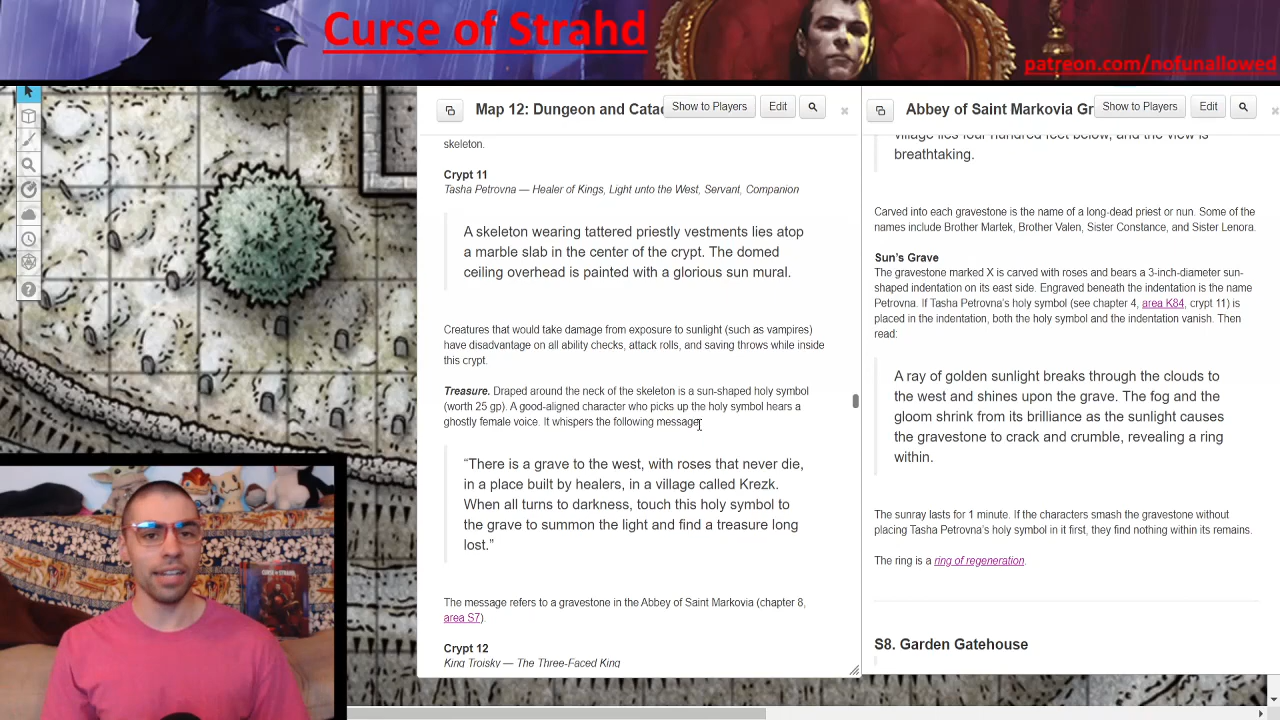 Curse of Strahd
patreon.com/nofunallowed
Map 12: Dungeon and Cata
Show to Players
Edit
skeleton.
Crypt 11
Tasha Petrovna — Healer of Kings, Light unto the West, Servant, Companion
A skeleton wearing tattered priestly vestments lies atop
a marble slab in the center of the crypt. The domed
ceiling overhead is painted with a glorious sun mural.
Creatures that would take damage from exposure to sunlight (such as vampires)
have disadvantage on all ability checks, attack rolls, and saving throws while inside
this crypt.
Treasure. Draped around the neck of the skeleton is a sun-shaped holy symbol
(worth 25 gp). A good-aligned character who picks up the holy symbol hears a
ghostly female voice. It whispers the following message:
“There is a grave to the west, with roses that never die,
in a place built by healers, in a village called Krezk.
When all turns to darkness, touch this holy symbol to
the grave to summon the light and find a treasure long
lost.”
The message refers to a gravestone in the Abbey of Saint Markovia (chapter 8,
area S7).
Crypt 12
King Troisky — The Three-Faced King
Abbey of Saint Markovia Gr
Show to Players
Edit
village lies four hundred feet below, and the view is
breathtaking.
Carved into each gravestone is the name of a long-dead priest or nun. Some of the
names include Brother Martek, Brother Valen, Sister Constance, and Sister Lenora.
Sun’s Grave
The gravestone marked X is carved with roses and bears a 3-inch-diameter sun-
shaped indentation on its east side. Engraved beneath the indentation is the name
Petrovna. If Tasha Petrovna’s holy symbol (see chapter 4, area K84, crypt 11) is
placed in the indentation, both the holy symbol and the indentation vanish. Then
read:
A ray of golden sunlight breaks through the clouds to
the west and shines upon the grave. The fog and the
gloom shrink from its brilliance as the sunlight causes
the gravestone to crack and crumble, revealing a ring
within.
The sunray lasts for 1 minute. If the characters smash the gravestone without
placing Tasha Petrovna’s holy symbol in it first, they find nothing within its remains.
The ring is a ring of regeneration.
S8. Garden Gatehouse
CURSE OF STRAHD